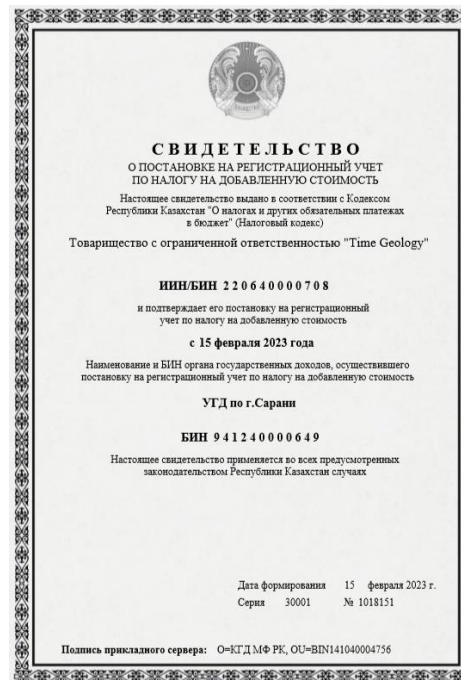 СВИДЕТЕЛЬСТВО
О ПОСТАНОВКЕ НА РЕГИСТРАЦИОННЫЙ УЧЕТ
ПО НАЛОГУ НА ДОБАВЛЕННУЮ СТОИМОСТЬ
Настоящее свидетельство выдано в соответствии с Кодексом
Республики Казахстан "О налогах и других обязательных платежах
в бюджет" (Налоговый кодекс)
Товарищество с ограниченной ответственностью "Time Geology"
ИИН/БИН 220640000708
и подтверждает его постановку на регистрационный
учет по налогу на добавленную стоимость
с 15 февраля 2023 года
Наименование и БИН органа государственных доходов, осуществившего
постановку на регистрационный учет по налогу на добавленную стоимость
УГД по г.Сарани
БИН 941240000649
Настоящее свидетельство применяется во всех предусмотренных
законодательством Республики Казахстан случаях
Дата формирования 15 февраля 2023 г.
Серия 30001 № 1018151
Подпись прикладного сервера: О=КГД МФ РК, OU=BIN141040004756